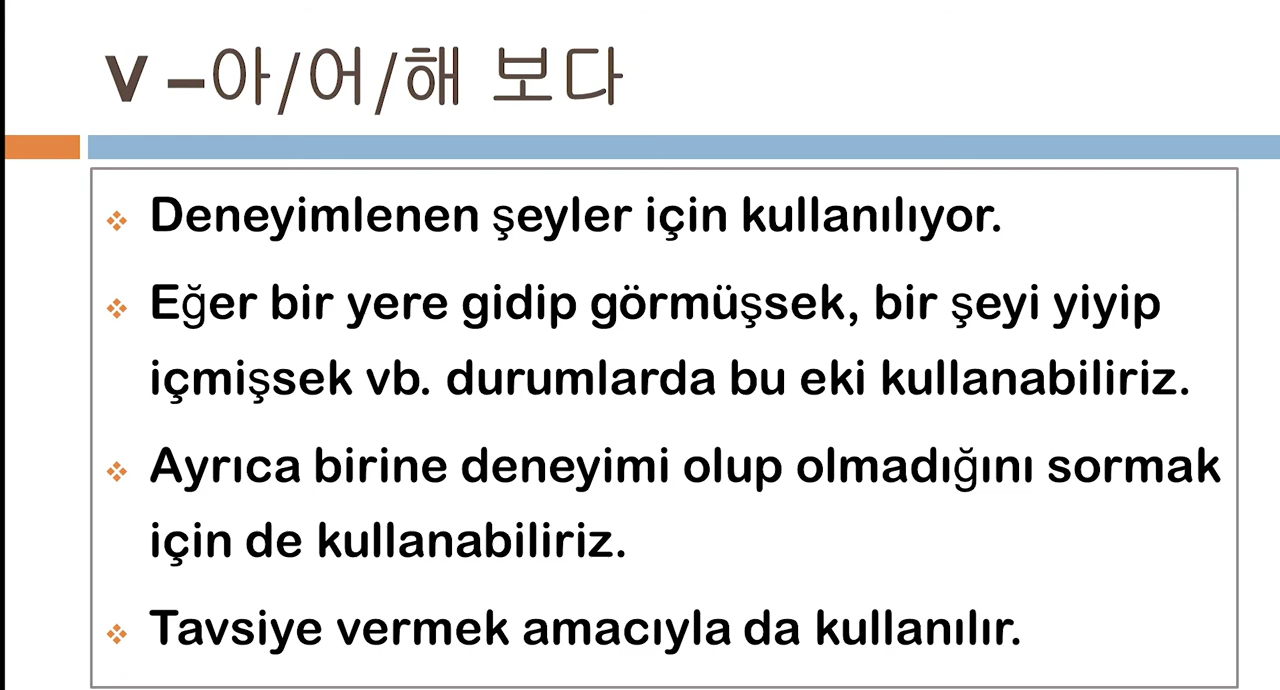 V –아/어/해 보다
Deneyimlenen şeyler için kullanılıyor.
Eğer bir yere gidip görmüşsek, bir şeyi yiyip
içmişsek vb. durumlarda bu eki kullanabiliriz.
Ayrıca birine deneyimi olup olmadığını sormak
için de kullanabiliriz.
Tavsiye vermek amacıyla da kullanılır.